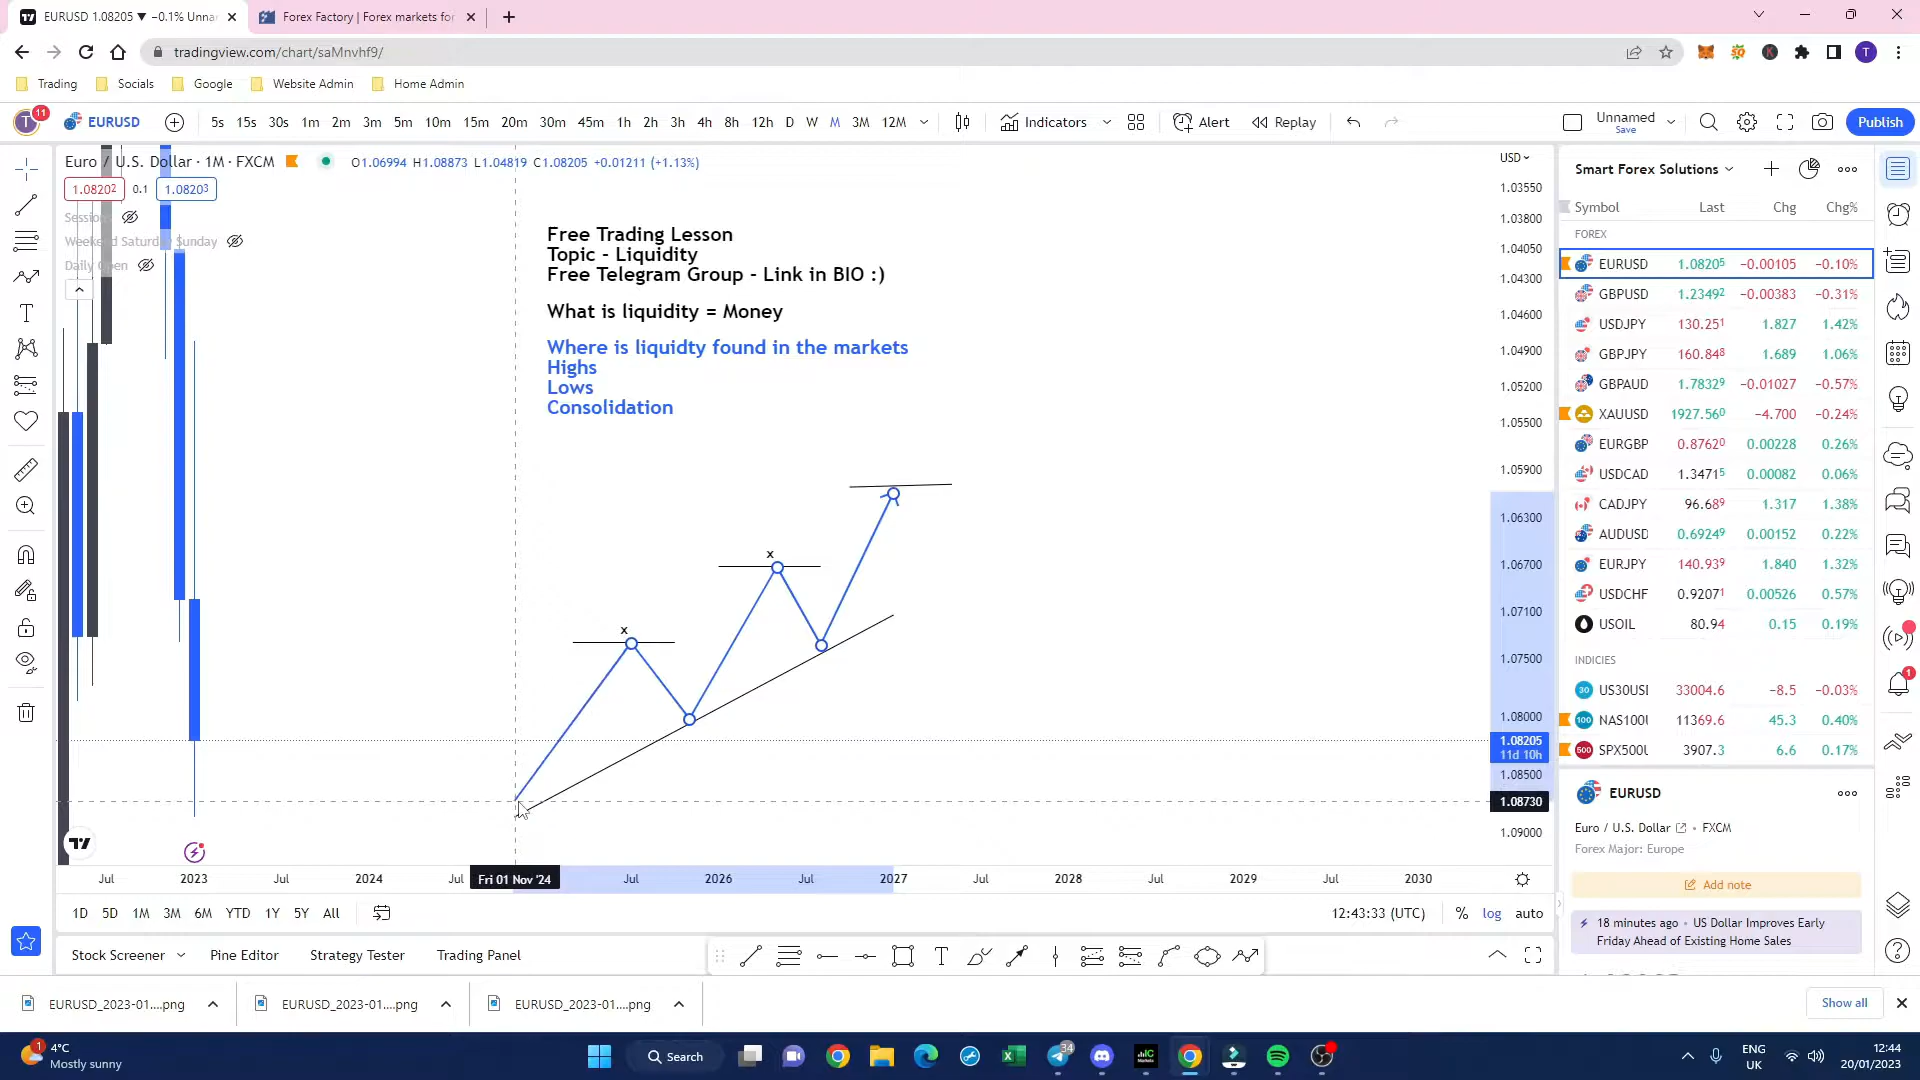 EURUSD 1.08205 ▼ −0.1% Unna
Forex Factory | Forex markets for
tradingview.com/chart/saMnvhf9/
T
Trading
Socials
Google
Website Admin
Home Admin
T
11
EURUSD
5s 15s 30s 1m 2m 3m 5m 10m 15m 20m 30m 45m 1h 2h 3h 4h 8h 12h D W M 3M 12M
Indicators
Alert
Replay
Unnamed
Save
Publish
Euro / U.S. Dollar · 1M · FXCM
O1.06994 H1.08873 L1.04819 C1.08205 +0.01211 (+1.13%)
1.08202 0.1 1.08203
Weekend Saturday Sunday
Daily Open
Free Trading Lesson
Topic - Liquidity
Free Telegram Group - Link in BIO :)
What is liquidity = Money
Where is liquidty found in the markets
Highs
Lows
Consolidation
x
x
USD
1.03550
1.03800
1.04050
1.04300
1.04600
1.04900
1.05200
1.05500
1.05900
1.06300
1.06700
1.07100
1.07500
1.08000
1.08205
11d 10h
1.08500
1.08730
1.09000
Jul 2023 Jul 2024 Jul Fri 01 Nov '24 Jul 2026 Jul 2027 Jul 2028 Jul 2029 Jul 2030
1D 5D 1M 3M 6M YTD 1Y 5Y All
12:43:33 (UTC) % log auto
Stock Screener
Pine Editor
Strategy Tester
Trading Panel
Smart Forex Solutions
Symbol Last Chg Chg%
FOREX
EURUSD 1.08205 −0.00105 −0.10%
GBPUSD 1.23492 −0.00383 −0.31%
USDJPY 130.251 1.827 1.42%
GBPJPY 160.848 1.689 1.06%
GBPAUD 1.78329 −0.01027 −0.57%
XAUUSD 1927.560 −4.700 −0.24%
EURGBP 0.87620 0.00228 0.26%
USDCAD 1.34715 0.00082 0.06%
CADJPY 96.689 1.317 1.38%
AUDUSD 0.69249 0.00152 0.22%
EURJPY 140.939 1.840 1.32%
USDCHF 0.92071 0.00526 0.57%
USOIL 80.94 0.15 0.19%
INDICIES
30 US30USI 33004.6 −8.5 −0.03%
100 NAS100U 11369.6 45.3 0.40%
500 SPX500U 3907.3 6.6 0.17%
EURUSD
Euro / U.S. Dollar • FXCM
Forex Major: Europe
Add note
18 minutes ago • US Dollar Improves Early
Friday Ahead of Existing Home Sales
1
EURUSD_2023-01....png
EURUSD_2023-01....png
EURUSD_2023-01....png
Show all
1
4°C
Mostly sunny
Search
34
ENG
UK
12:44
20/01/2023